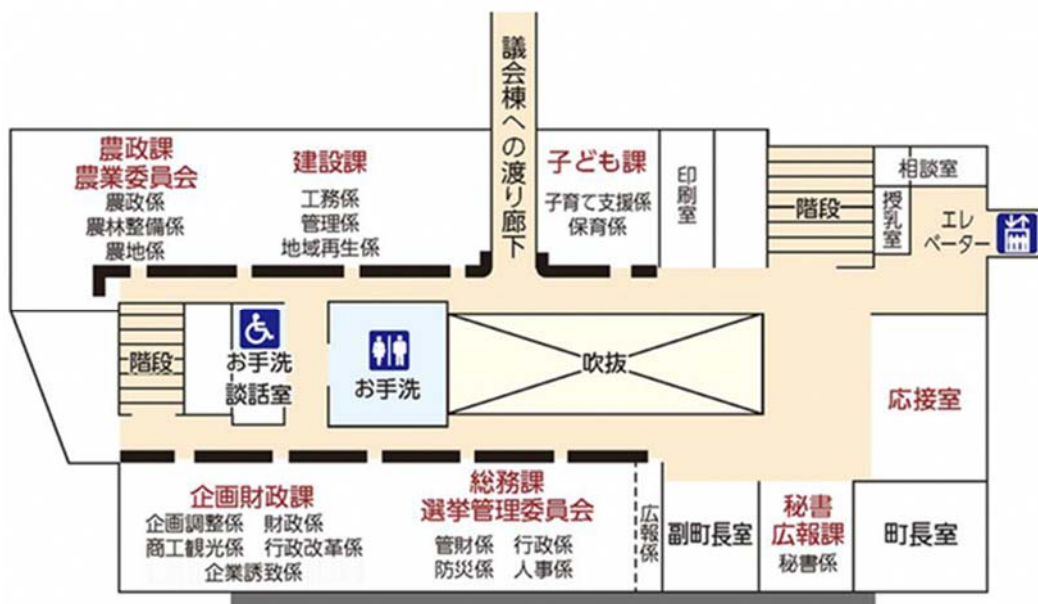 議会棟への渡り廊下
農政課
農業委員会
農政係
農林整備係
農地係
建設課
工務係
管理係
地域再生係
子ども課
子育て支援係
保育係
印刷室
階段
相談室
授乳室
エレ
ベーター
階段
お手洗
談話室
お手洗
吹抜
応接室
企画財政課
企画調整係 財政係
商工観光係 行政改革係
企業誘致係
総務課
選挙管理委員会
管財係 行政係
防災係 人事係
広報係
副町長室
秘書
広報課
秘書係
町長室